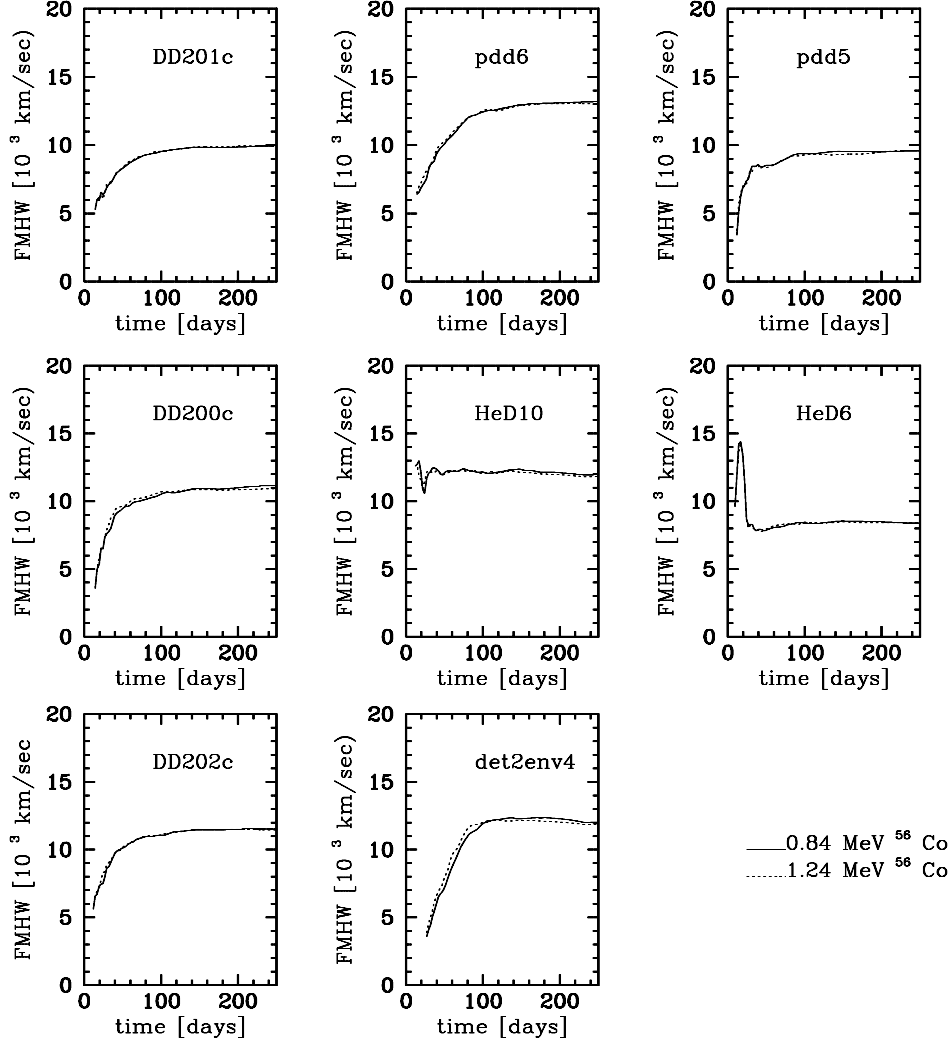 20 20 20
DD201c pdd6 pdd5
FMHW [10 3 km/sec) FMHW [10 3 km/sec) FMHW [10 3 km/sec)
15 15 15
10 10 10
5 5 5
0 0 0
0 100 200 0 100 200 0 100 200
time [days] time [days] time [days]
20 20 20
DD200c HeD10 HeD6
FMHW [10 3 km/sec) FMHW [10 3 km/sec) FMHW [10 3 km/sec)
15 15 15
10 10 10
5 5 5
0 0 0
0 100 200 0 100 200 0 100 200
time [days] time [days] time [days]
20 20
DD202c det2env4
FMHW [10 3 km/sec FMHW [10 3 km/sec)
15 15
10 10
5 5
0 0
0 100 200 0 100 200
time [days] time [days]
0.84 MeV 56 Co
1.24 MeV 56 Co